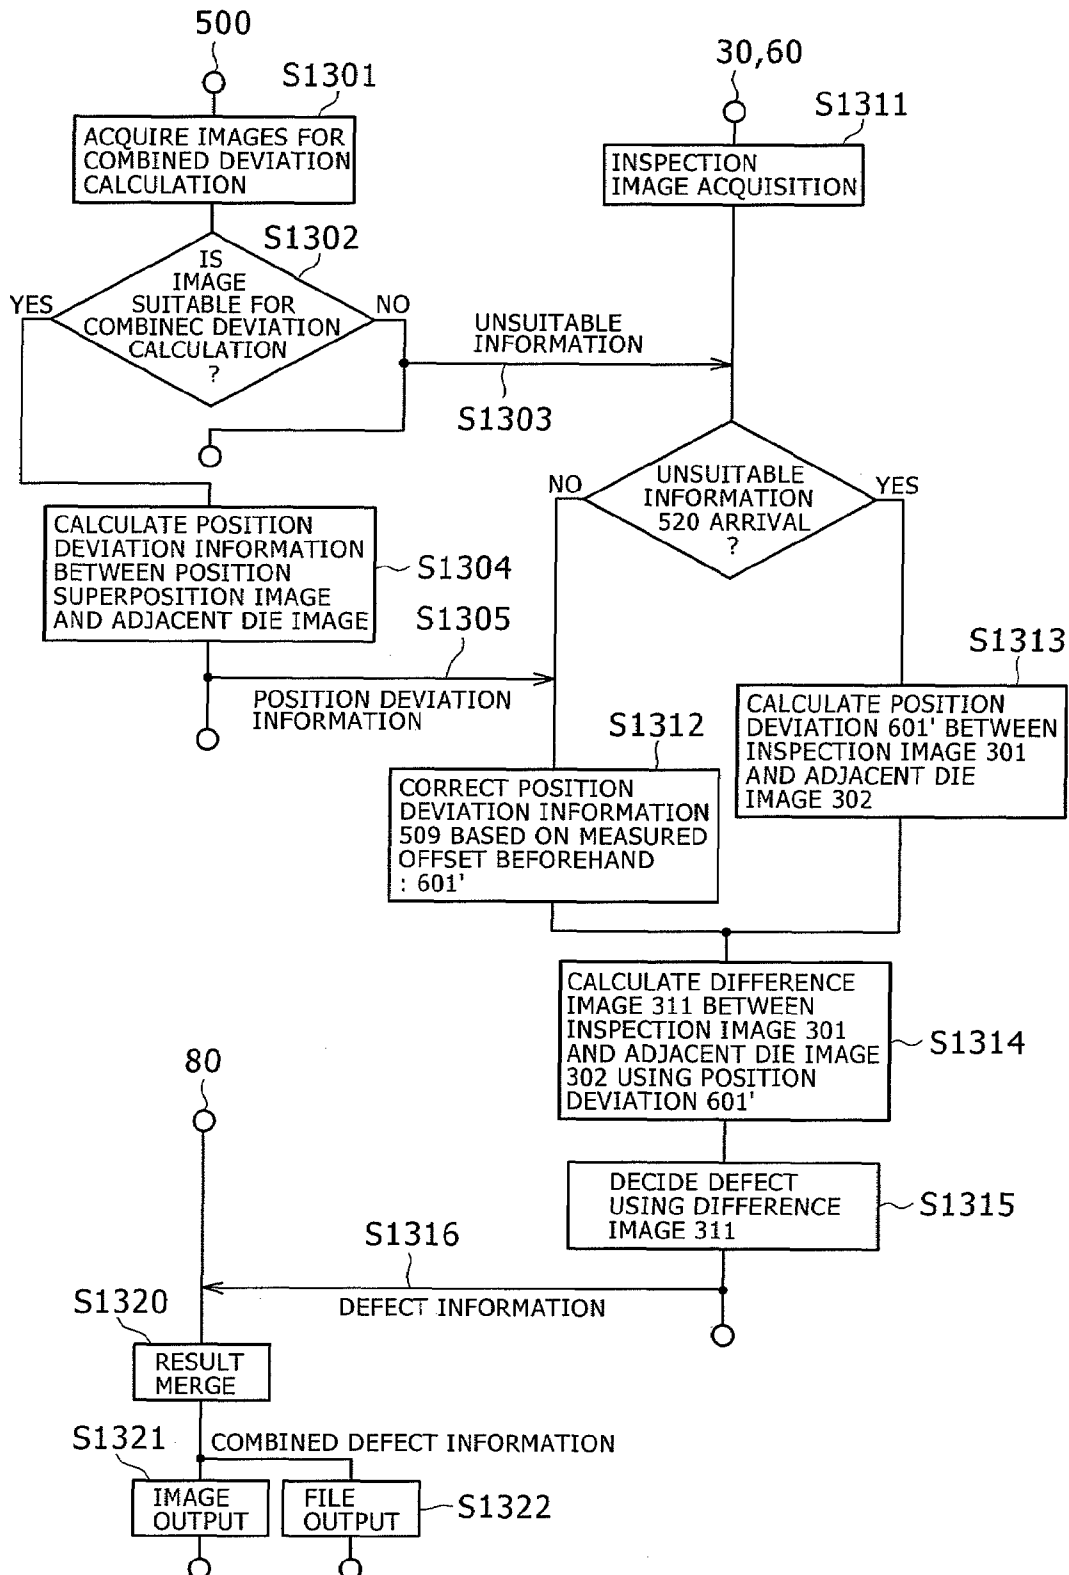 500
S1301
ACQUIRE IMAGES FOR
COMBINED DEVIATION
CALCULATION
S1302
IS
IMAGE
SUITABLE FOR
COMBINEC DEVIATION
CALCULATION
?
YES
NO
UNSUITABLE
INFORMATION
S1303
30,60
S1311
INSPECTION
IMAGE ACQUISITION
UNSUITABLE
INFORMATION
520 ARRIVAL
?
NO
YES
CALCULATE POSITION
DEVIATION INFORMATION
BETWEEN POSITION
SUPERPOSITION IMAGE
AND ADJACENT DIE IMAGE
S1304
S1305
POSITION DEVIATION
INFORMATION
S1312
CORRECT POSITION
DEVIATION INFORMATION
509 BASED ON MEASURED
OFFSET BEFOREHAND
: 601'
S1313
CALCULATE POSITION
DEVIATION 601' BETWEEN
INSPECTION IMAGE 301
AND ADJACENT DIE
IMAGE 302
CALCULATE DIFFERENCE
IMAGE 311 BETWEEN
INSPECTION IMAGE 301
AND ADJACENT DIE IMAGE
302 USING POSITION
DEVIATION 601'
S1314
DECIDE DEFECT
USING DIFFERENCE
IMAGE 311
S1315
80
S1316
DEFECT INFORMATION
S1320
RESULT
MERGE
S1321
COMBINED DEFECT INFORMATION
IMAGE
OUTPUT
FILE
OUTPUT
S1322